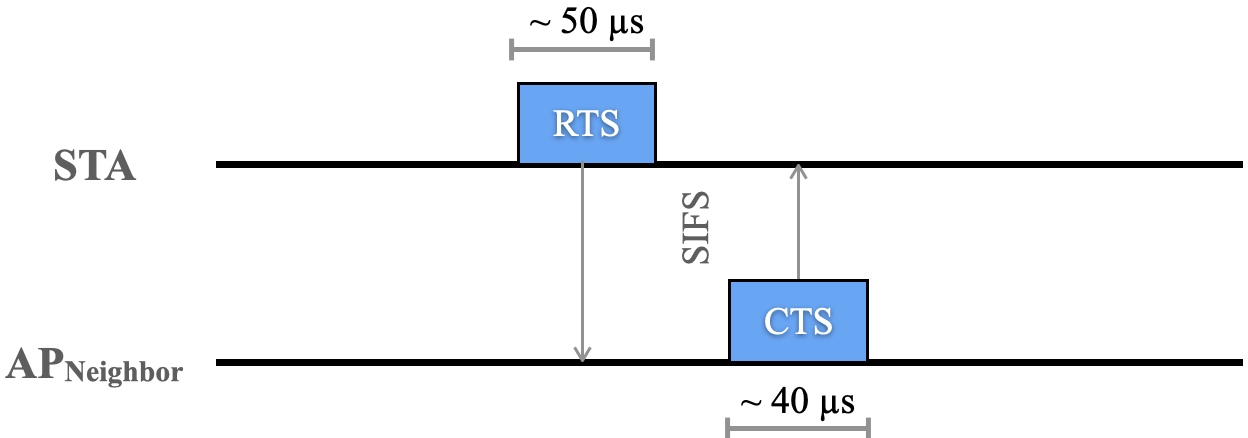 ~ 50 μs
RTS
STA
SIFS
CTS
APNeighbor
~ 40 μs